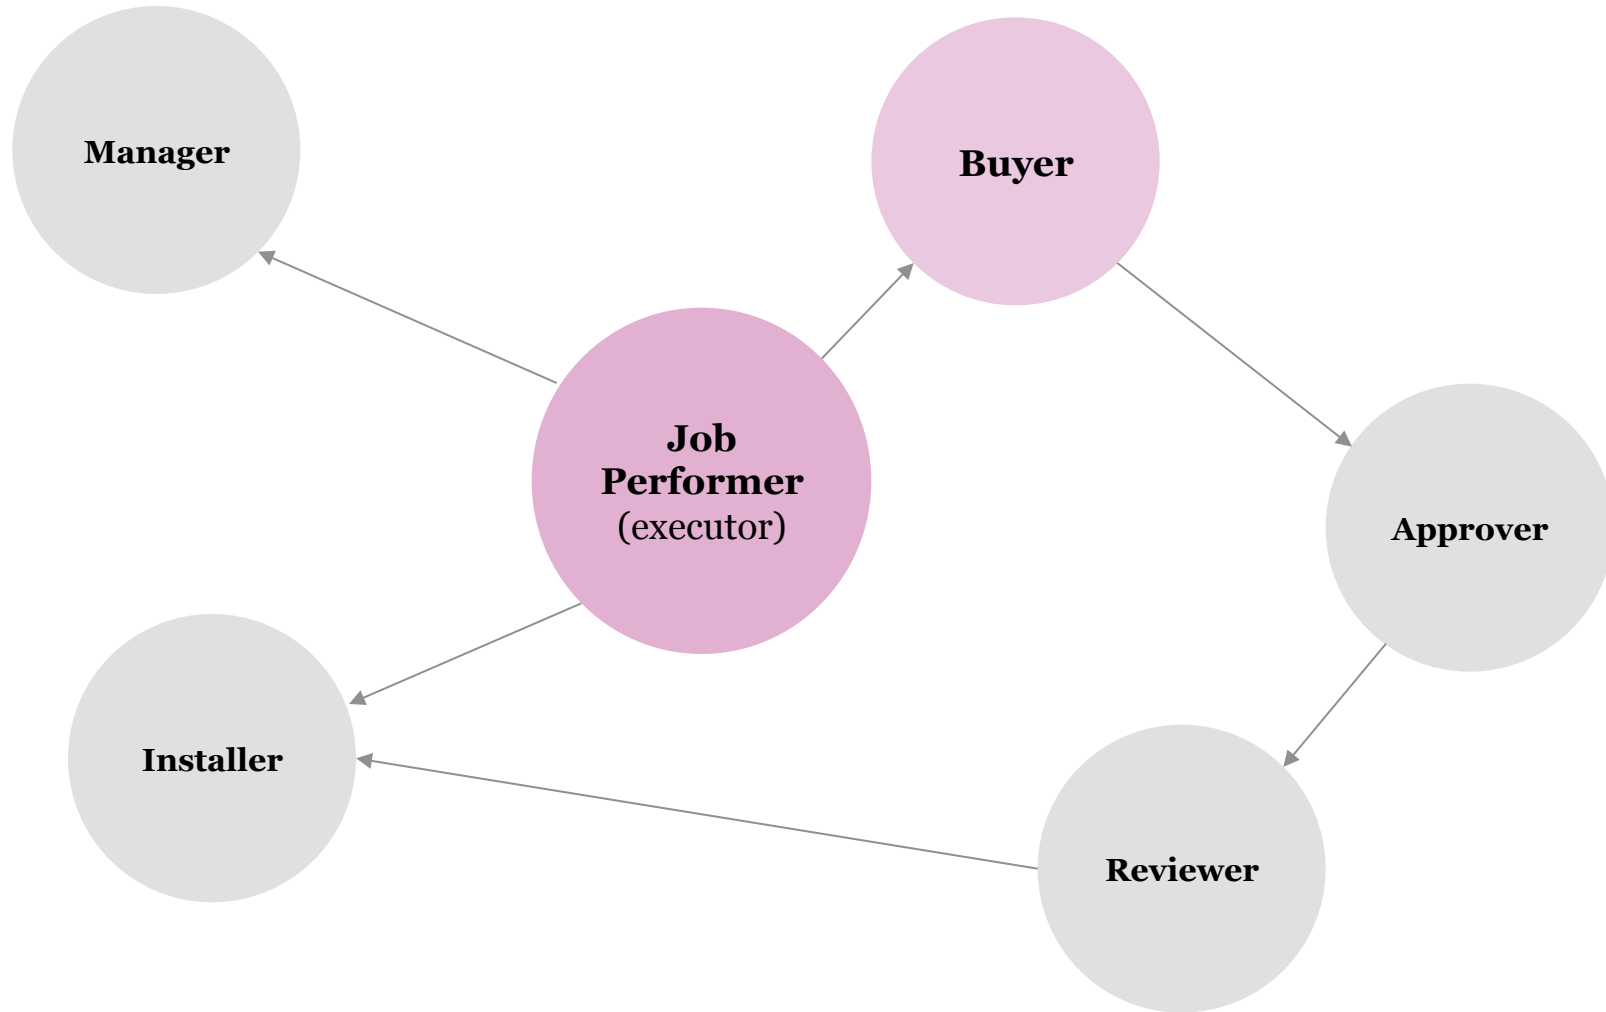 Manager
Buyer
Job
Performer
(executor)
Approver
Installer
Reviewer